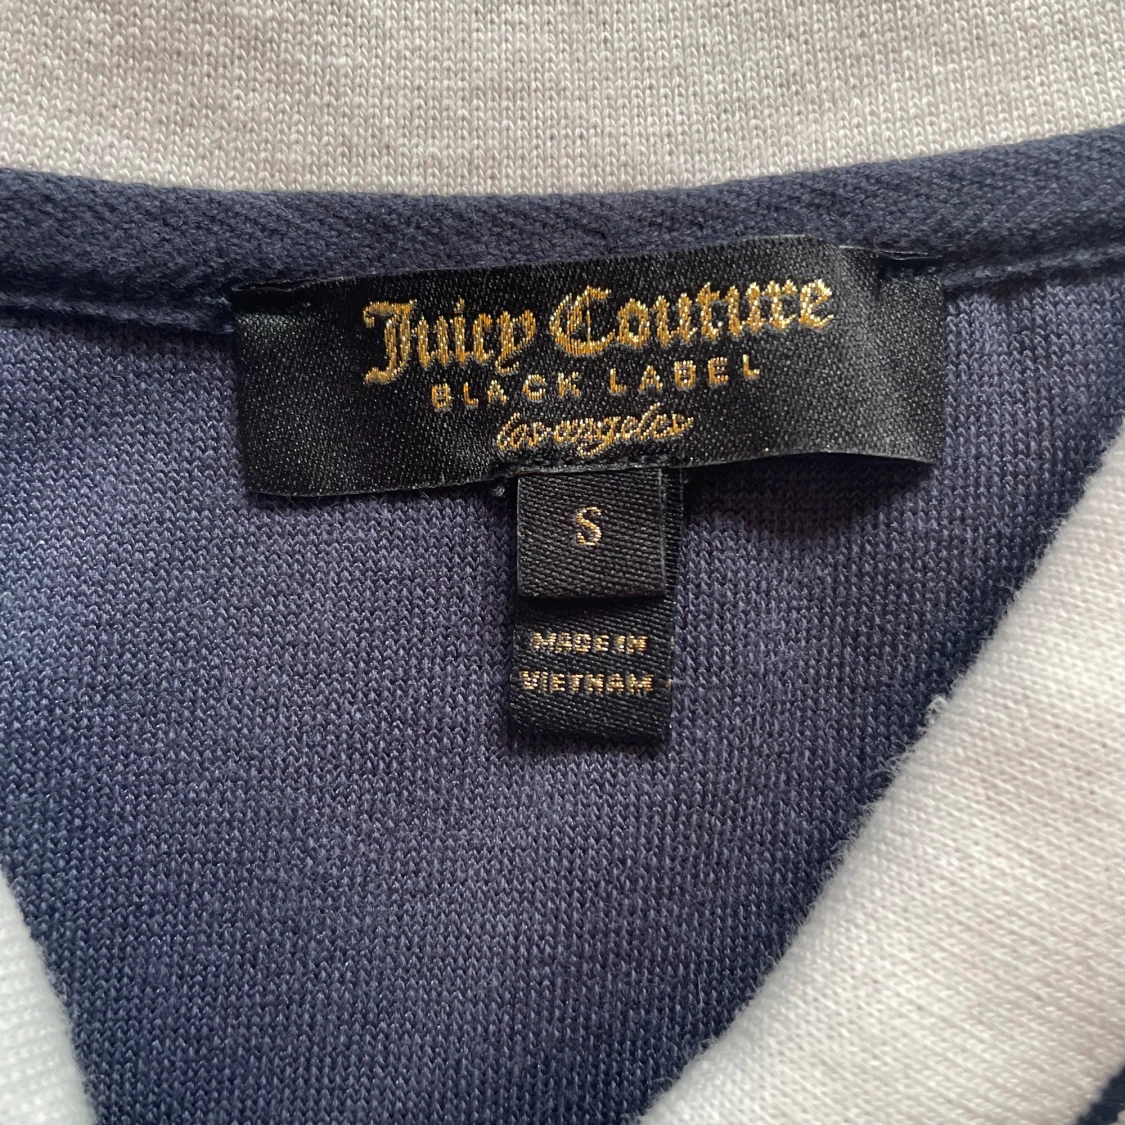 Juicy Couture
BLACK LABEL
los angeles
S
MADE IN
VIETNAM